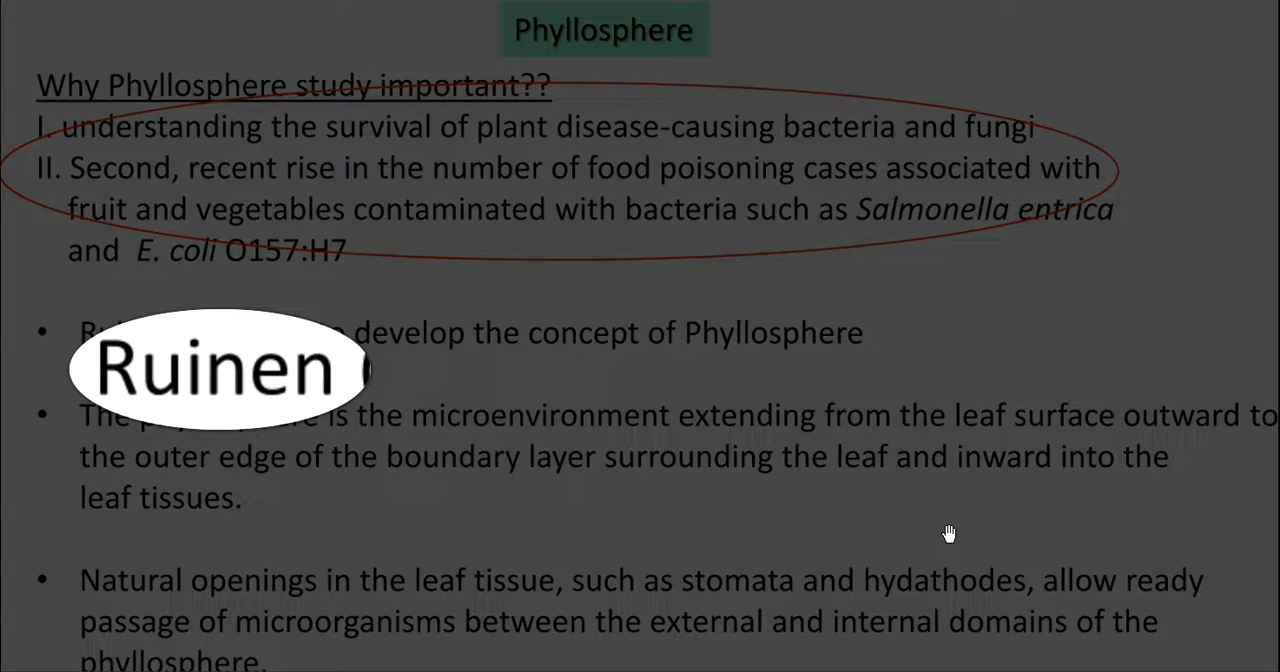 Phyllosphere
Why Phyllosphere study important??
I. understanding the survival of plant disease-causing bacteria and fungi
II. Second, recent rise in the number of food poisoning cases associated with
fruit and vegetables contaminated with bacteria such as Salmonella entrica
and E. coli O157:H7
• develop the concept of Phyllosphere
Ruinen
• The is the microenvironment extending from the leaf surface outward to
the outer edge of the boundary layer surrounding the leaf and inward into the
leaf tissues.
• Natural openings in the leaf tissue, such as stomata and hydathodes, allow ready
passage of microorganisms between the external and internal domains of the
phyllosphere.